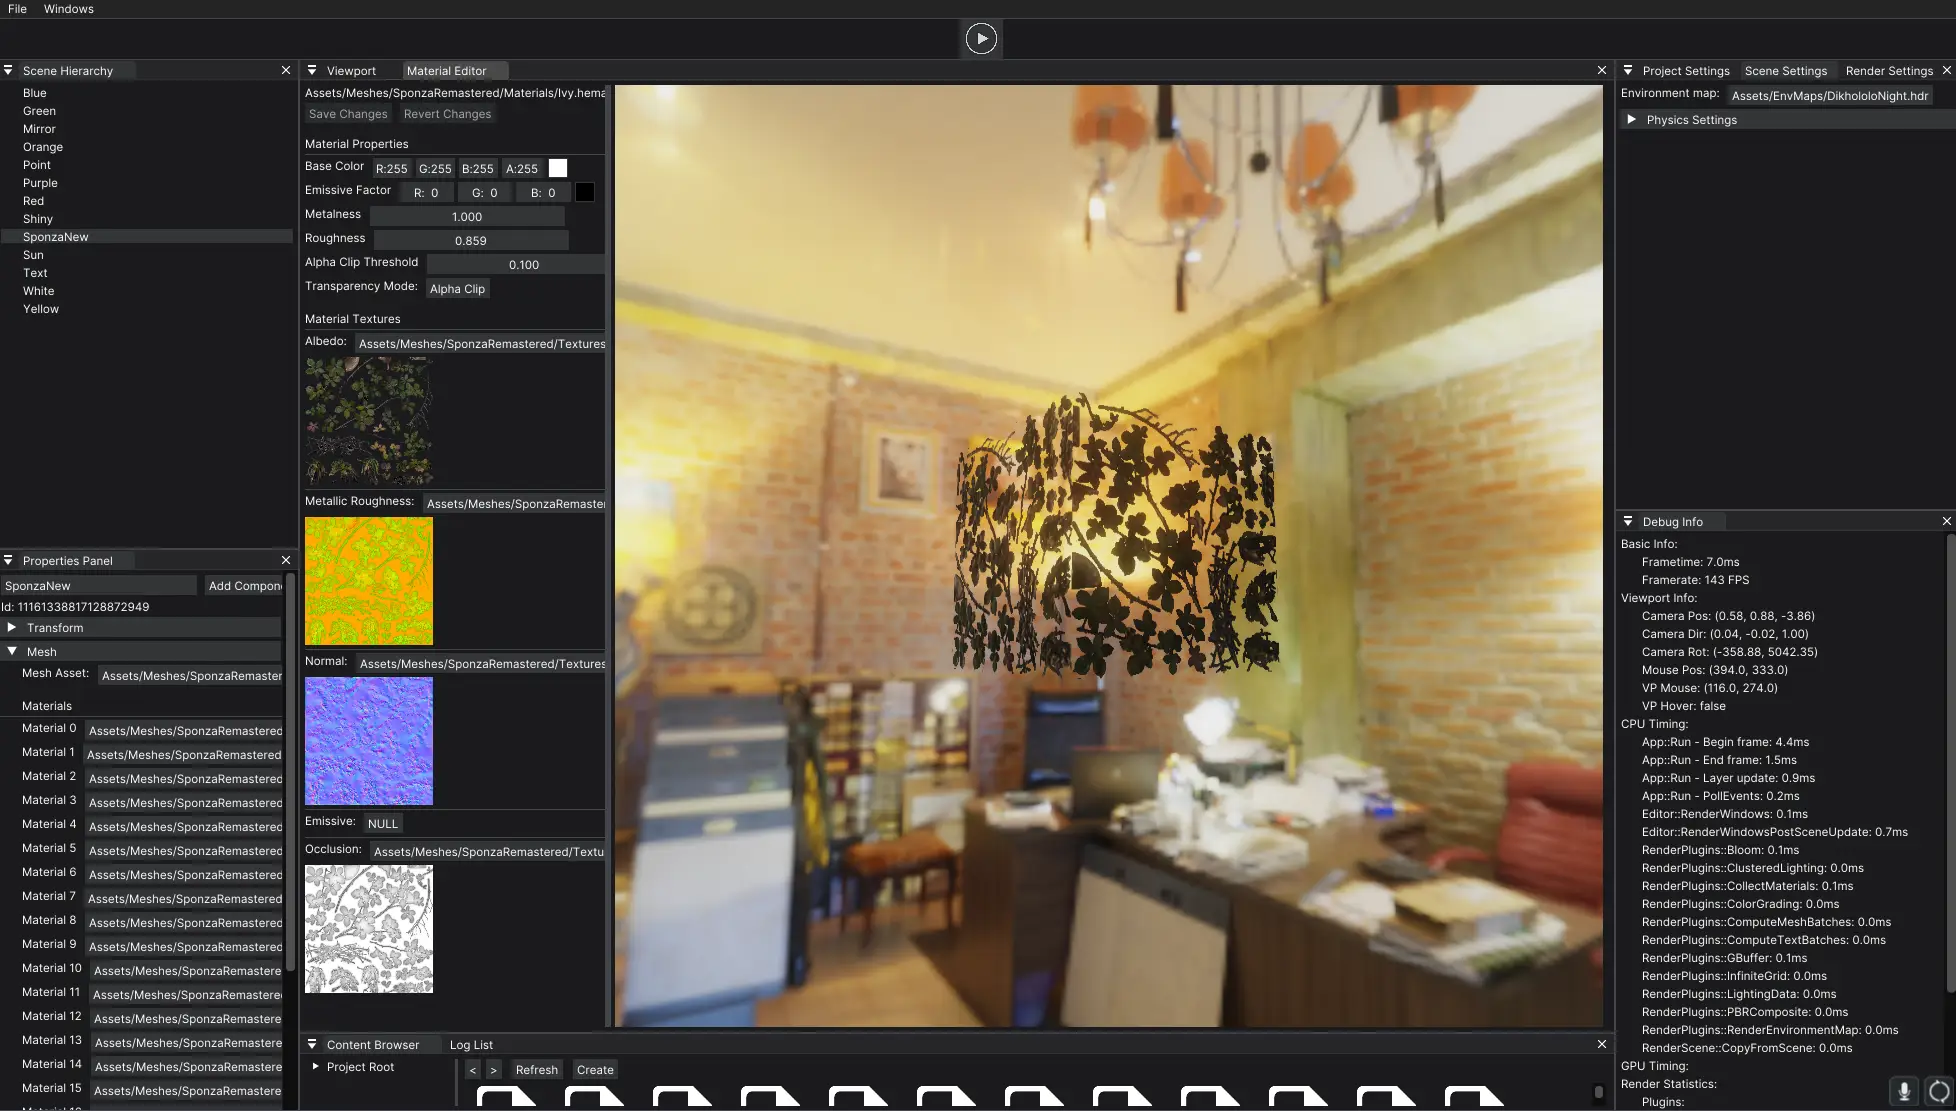 File Windows
Scene Hierarchy
Blue
Green
Mirror
Orange
Point
Purple
Red
Shiny
SponzaNew
Sun
Text
White
Yellow
Properties Panel
SponzaNew Add Compon
Id: 11161338817128872949
Transform
Mesh
Mesh Asset: Assets/Meshes/SponzaRemaster
Materials
Material 0 Assets/Meshes/SponzaRemastered
Material 1 Assets/Meshes/SponzaRemastered
Material 2 Assets/Meshes/SponzaRemastered
Material 3 Assets/Meshes/SponzaRemastered
Material 4 Assets/Meshes/SponzaRemastered
Material 5 Assets/Meshes/SponzaRemastered
Material 6 Assets/Meshes/SponzaRemastered
Material 7 Assets/Meshes/SponzaRemastered
Material 8 Assets/Meshes/SponzaRemastered
Material 9 Assets/Meshes/SponzaRemastered
Material 10 Assets/Meshes/SponzaRemastere
Material 11 Assets/Meshes/SponzaRemastere
Material 12 Assets/Meshes/SponzaRemastere
Material 13 Assets/Meshes/SponzaRemastere
Material 14 Assets/Meshes/SponzaRemastere
Material 15 Assets/Meshes/SponzaRemastere
Viewport Material Editor
Assets/Meshes/SponzaRemastered/Materials/Ivy.hema
Save Changes Revert Changes
Material Properties
Base Color R:255 G:255 B:255 A:255
Emissive Factor R: 0 G: 0 B: 0
Metalness 1.000
Roughness 0.859
Alpha Clip Threshold 0.100
Transparency Mode: Alpha Clip
Material Textures
Albedo: Assets/Meshes/SponzaRemastered/Textures
Metallic Roughness: Assets/Meshes/SponzaRemaster
Normal: Assets/Meshes/SponzaRemastered/Textures
Emissive: NULL
Occlusion: Assets/Meshes/SponzaRemastered/Textu
Content Browser Log List
Project Root
< > Refresh Create
Project Settings Scene Settings Render Settings
Environment map: Assets/EnvMaps/DikhololoNight.hdr
Physics Settings
Debug Info
Basic Info:
Frametime: 7.0ms
Framerate: 143 FPS
Viewport Info:
Camera Pos: (0.58, 0.88, -3.86)
Camera Dir: (0.04, -0.02, 1.00)
Camera Rot: (-358.88, 5042.35)
Mouse Pos: (394.0, 333.0)
VP Mouse: (116.0, 274.0)
VP Hover: false
CPU Timing:
App::Run - Begin frame: 4.4ms
App::Run - End frame: 1.5ms
App::Run - Layer update: 0.9ms
App::Run - PollEvents: 0.2ms
Editor::RenderWindows: 0.1ms
Editor::RenderWindowsPostSceneUpdate: 0.7ms
RenderPlugins::Bloom: 0.1ms
RenderPlugins::ClusteredLighting: 0.0ms
RenderPlugins::CollectMaterials: 0.1ms
RenderPlugins::ColorGrading: 0.0ms
RenderPlugins::ComputeMeshBatches: 0.0ms
RenderPlugins::ComputeTextBatches: 0.0ms
RenderPlugins::GBuffer: 0.1ms
RenderPlugins::InfiniteGrid: 0.0ms
RenderPlugins::LightingData: 0.0ms
RenderPlugins::PBRComposite: 0.0ms
RenderPlugins::RenderEnvironmentMap: 0.0ms
RenderScene::CopyFromScene: 0.0ms
GPU Timing:
Render Statistics:
Plugins: